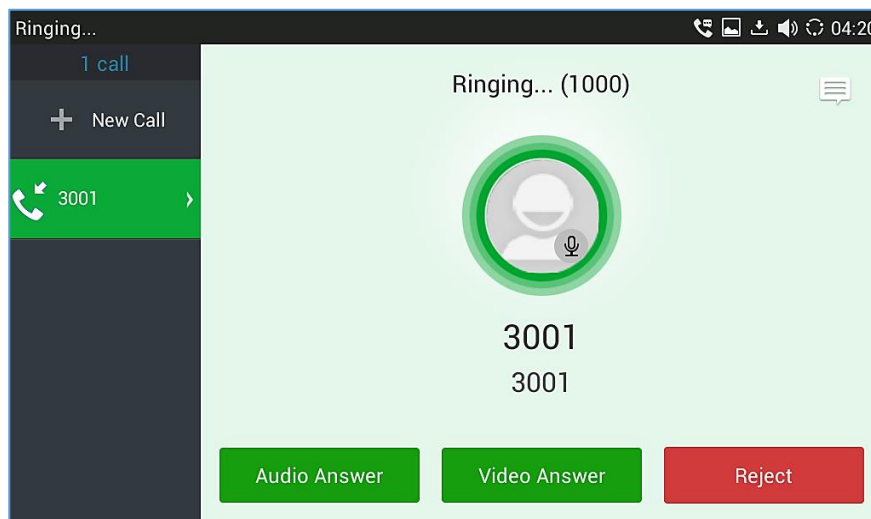 Ringing...
04:20
1 call
New Call
3001
Ringing... (1000)
3001
3001
Audio Answer
Video Answer
Reject